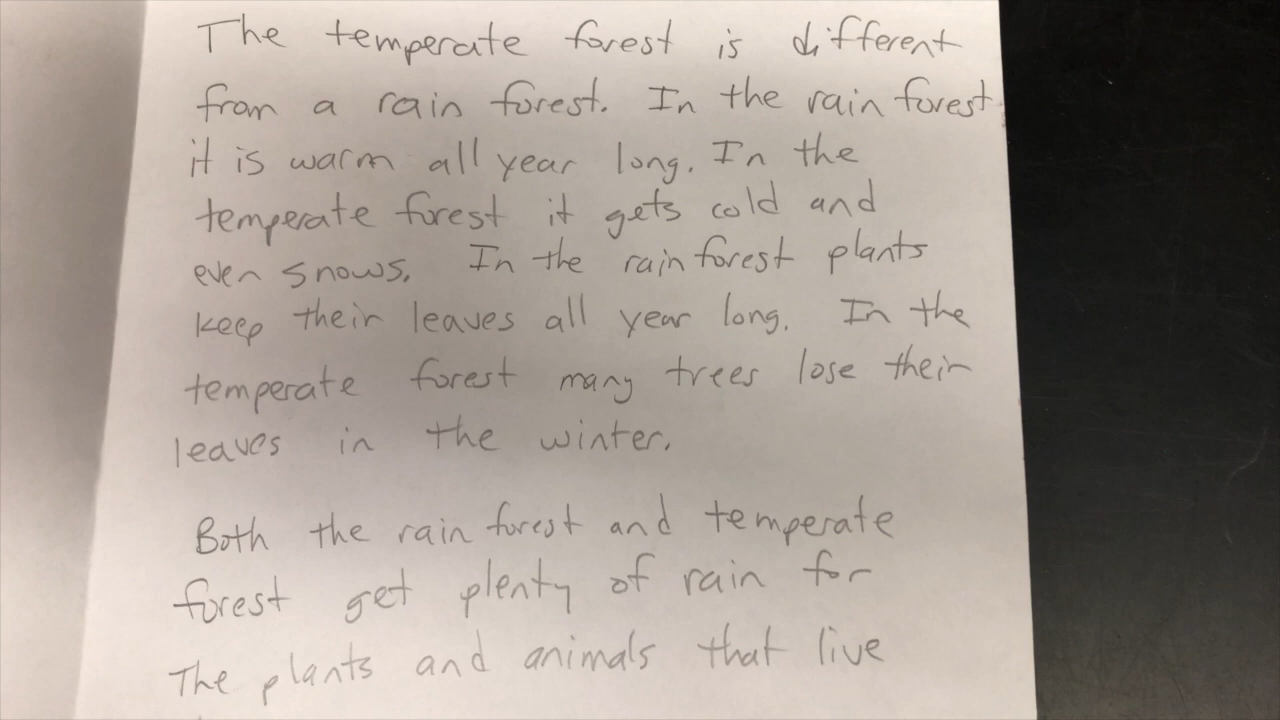 The temperate forest is different
from a rain forest. In the rain forest
it is warm all year long. In the
temperate forest it gets cold and
even snows. In the rain forest plants
keep their leaves all year long. In the
temperate forest many trees lose their
leaves in the winter.
Both the rain forest and temperate
forest get plenty of rain for
The plants and animals that live